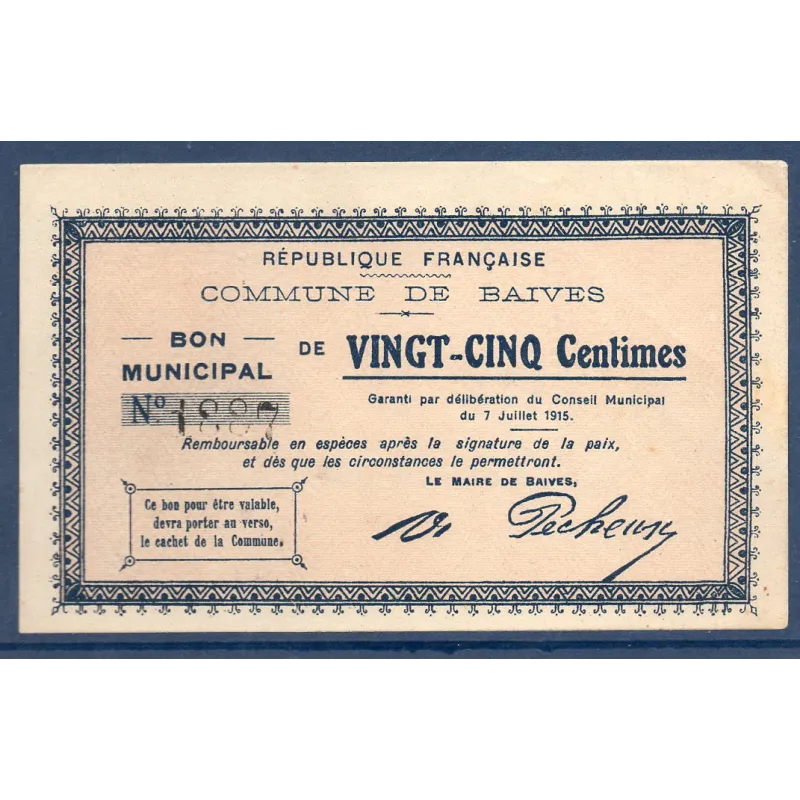 RÉPUBLIQUE FRANÇAISE
COMMUNE DE BAIVES
— BON —
MUNICIPAL
DE VINGT-CINQ Centimes
Nº 1887
Garanti par délibération du Conseil Municipal
du 7 Juillet 1915.
Remboursable en espèces après la signature de la paix,
et dès que les circonstances le permettront.
LE MAIRE DE BAIVES,
Ce bon pour être valable,
devra porter au verso,
le cachet de la Commune.